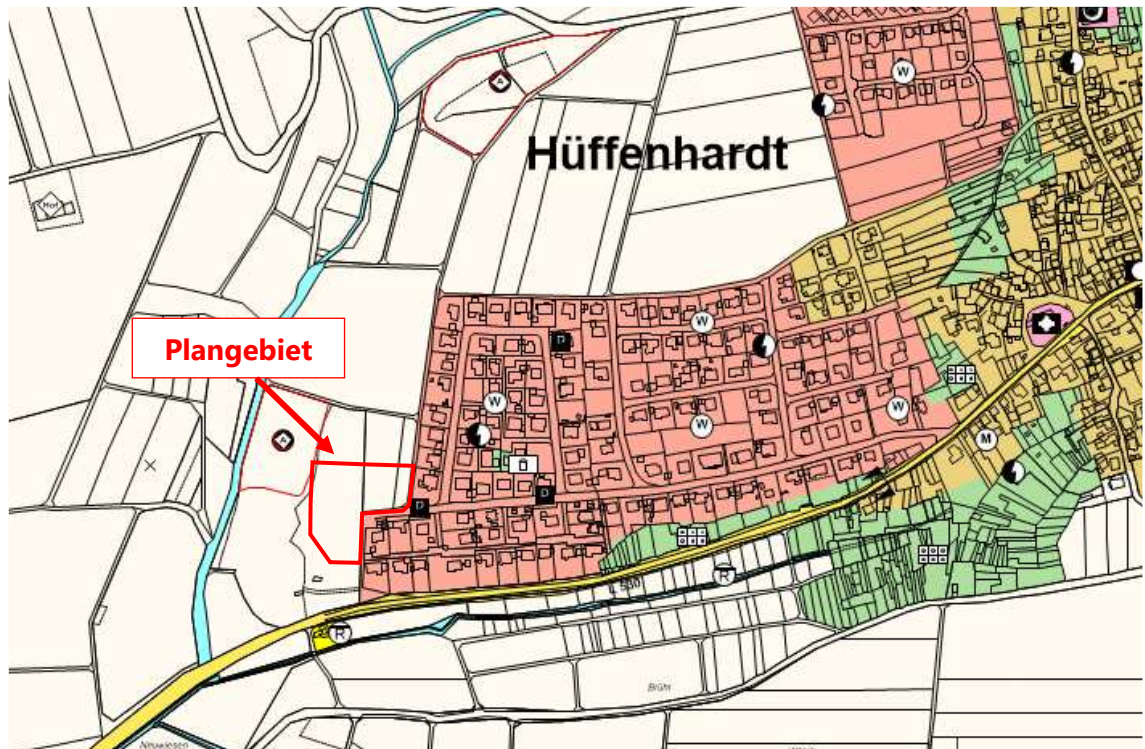 W
A
Hüffenhardt
Hof
Plangebiet
W
D
W
W
W
A
M
D
D
R
R
Brühl
Neuwiesen